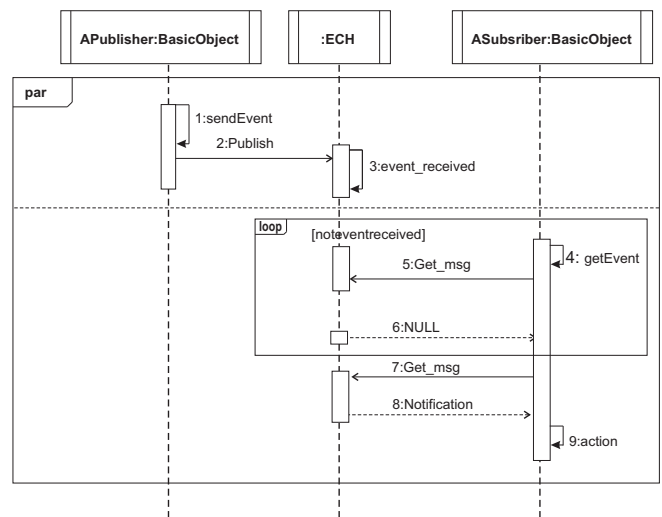 APublisher:BasicObject
:ECH
ASubsriber:BasicObject
par
1:sendEvent
2:Publish
3:event_received
loop
[noteventreceived]
4: getEvent
5:Get_msg
6:NULL
7:Get_msg
8:Notification
9:action